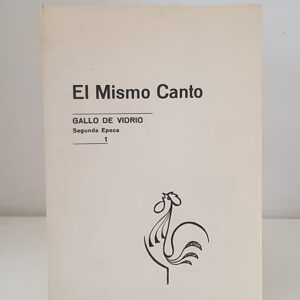 El Mismo Canto
GALLO DE VIDRIO
Segunda Epoca
1